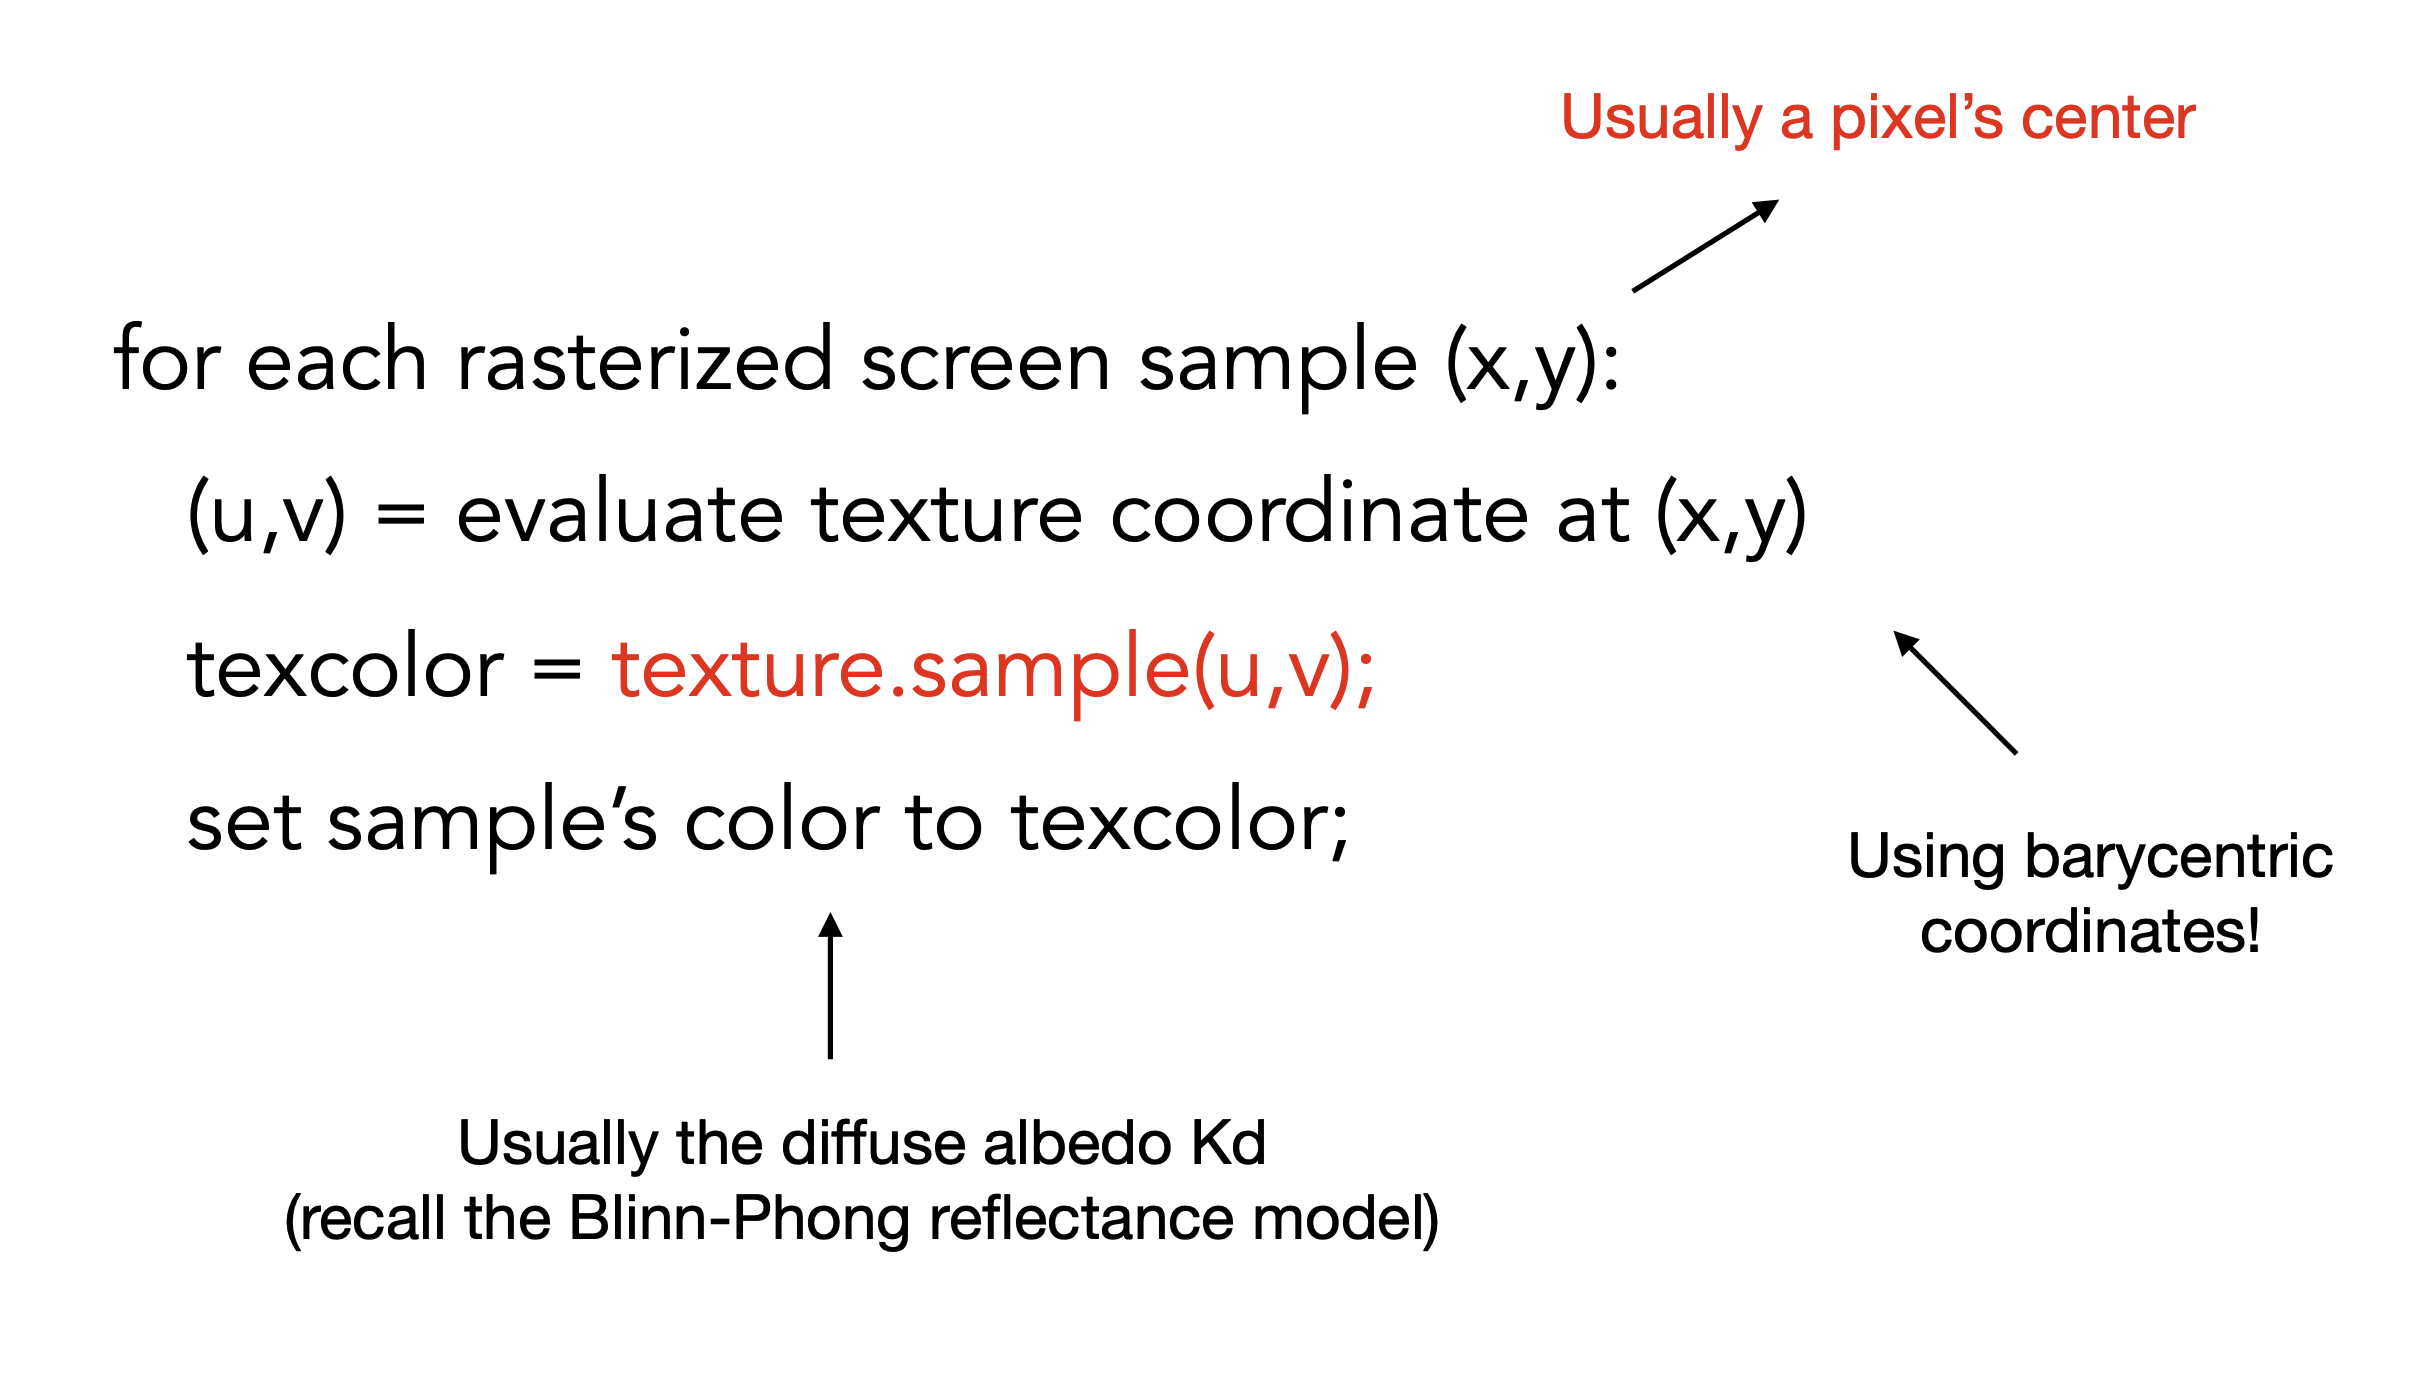 Usually a pixel’s center
for each rasterized screen sample (x,y):
(u,v) = evaluate texture coordinate at (x,y)
texcolor = texture.sample(u,v);
set sample’s color to texcolor;
Using barycentric
coordinates!
Usually the diffuse albedo Kd
(recall the Blinn-Phong reflectance model)